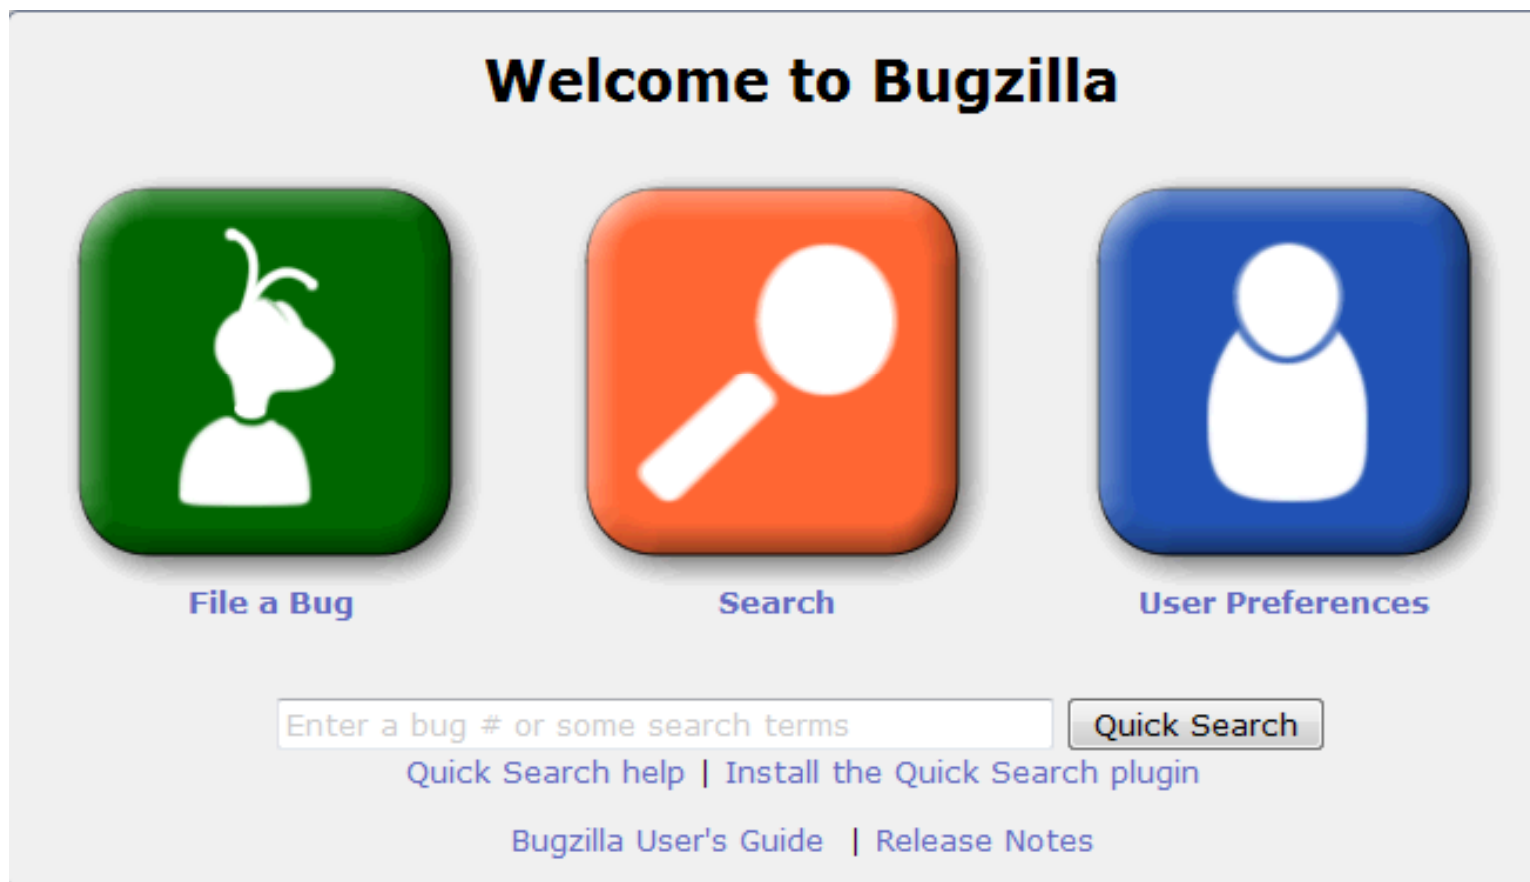 Welcome to Bugzilla
File a Bug
Search
User Preferences
Enter a bug # or some search terms
Quick Search
Quick Search help | Install the Quick Search plugin
Bugzilla User's Guide | Release Notes